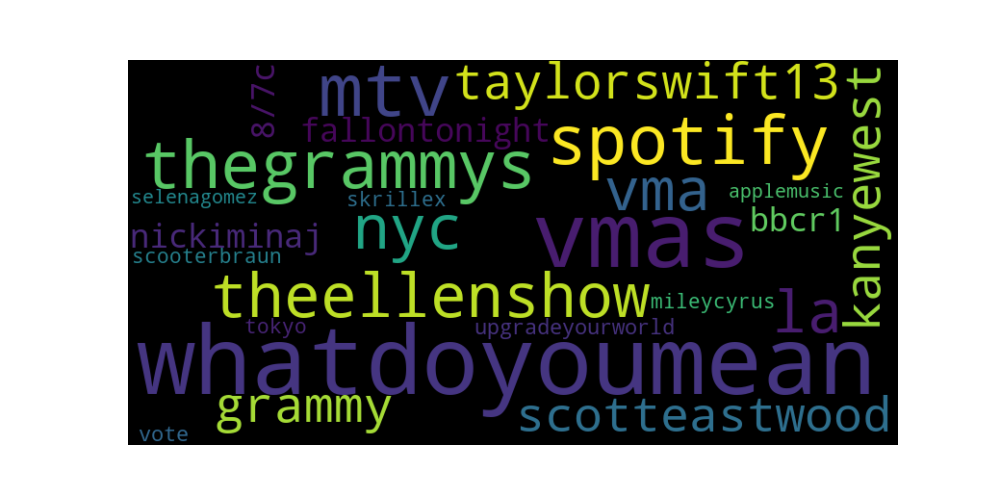 mtv
taylorswift13
8/7c
fallontonight
spotify
kanyewest
thegrammys
vma
applemusic
selenagomez
skrillex
nickiminaj
nyc
vmas
bbcr1
scooterbraun
theellenshow
mileycyrus
la
tokyo
upgradeyourworld
whatdoyoumean
grammy
scotteastwood
vote